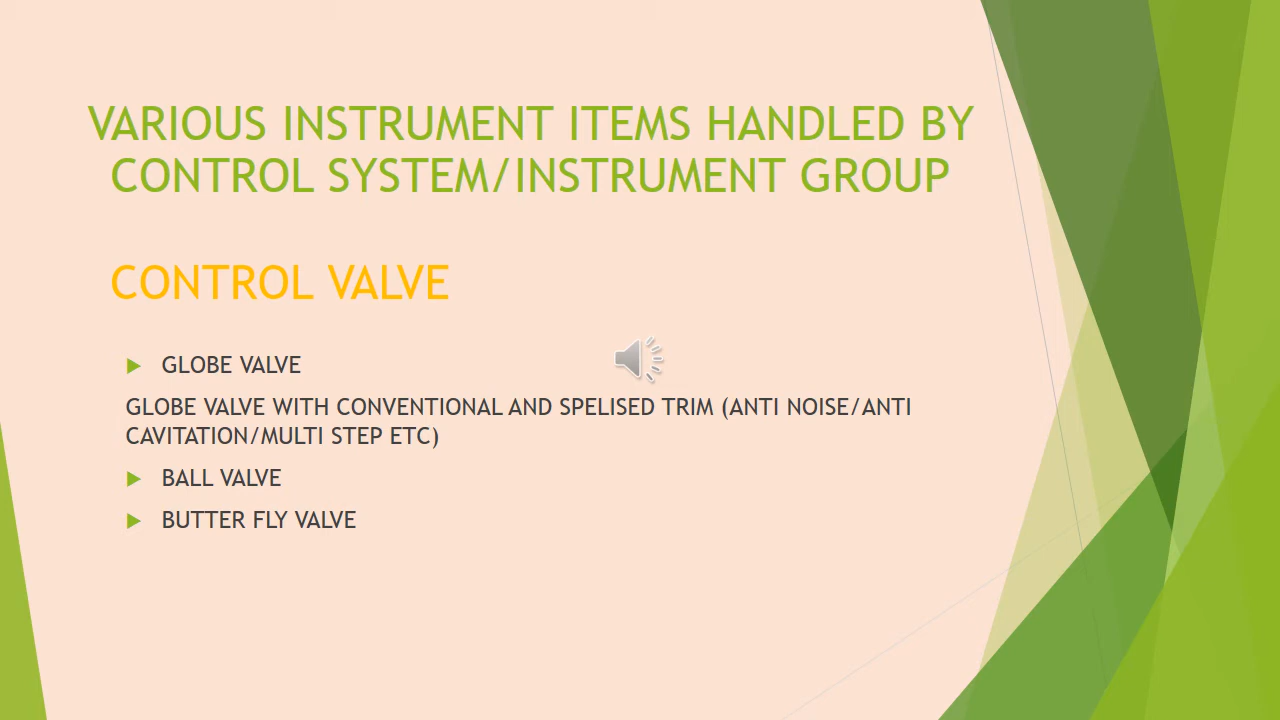 VARIOUS INSTRUMENT ITEMS HANDLED BY
CONTROL SYSTEM/INSTRUMENT GROUP
CONTROL VALVE
GLOBE VALVE
GLOBE VALVE WITH CONVENTIONAL AND SPELISED TRIM (ANTI NOISE/ANTI
CAVITATION/MULTI STEP ETC)
BALL VALVE
BUTTER FLY VALVE